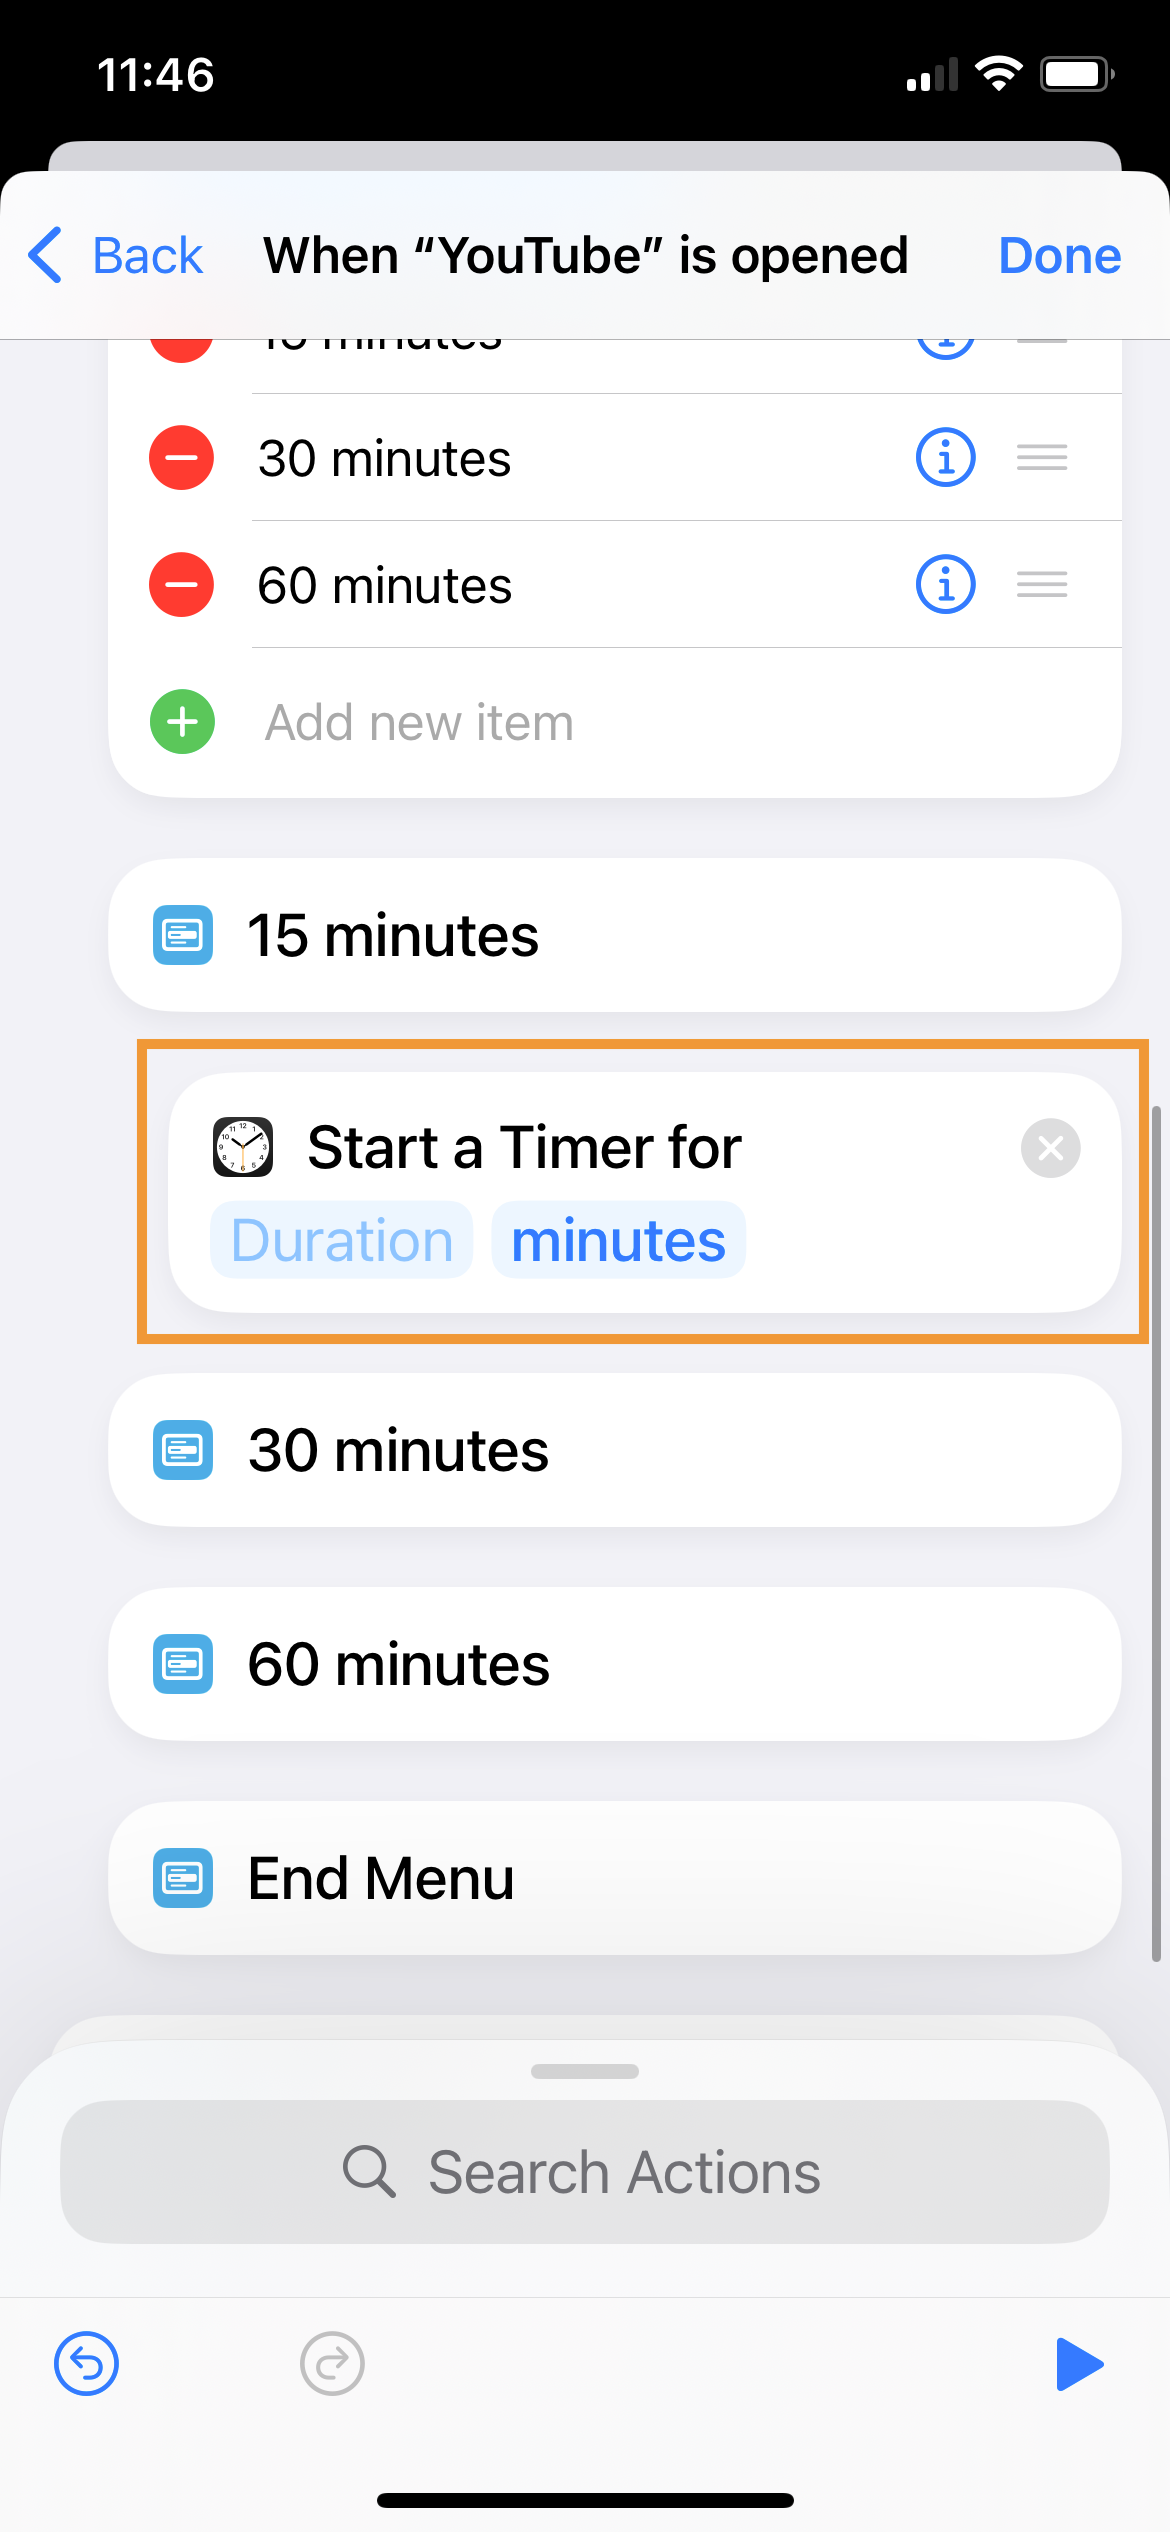 11:46
Back
When “YouTube” is opened
Done
minutes
30 minutes
60 minutes
Add new item
15 minutes
Start a Timer for
Duration minutes
30 minutes
60 minutes
End Menu
Search Actions